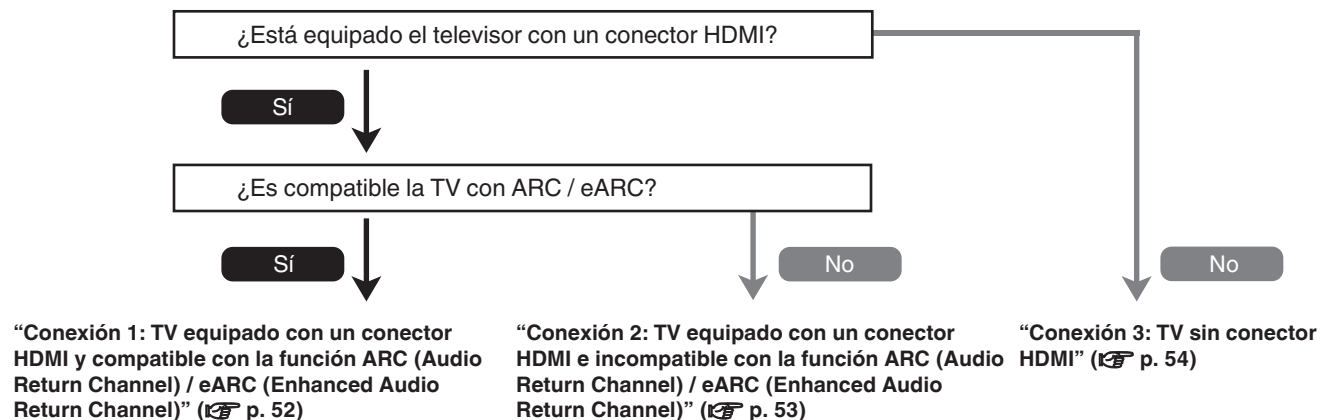 ¿Está equipado el televisor con un conector HDMI?
Sí
¿Es compatible la TV con ARC / eARC?
Sí
No
No
“Conexión 1: TV equipado con un conector
HDMI y compatible con la función ARC (Audio
Return Channel) / eARC (Enhanced Audio
Return Channel)” (☞ p. 52)
“Conexión 2: TV equipado con un conector
HDMI e incompatible con la función ARC (Audio
Return Channel) / eARC (Enhanced Audio
Return Channel)” (☞ p. 53)
“Conexión 3: TV sin conector
HDMI” (☞ p. 54)